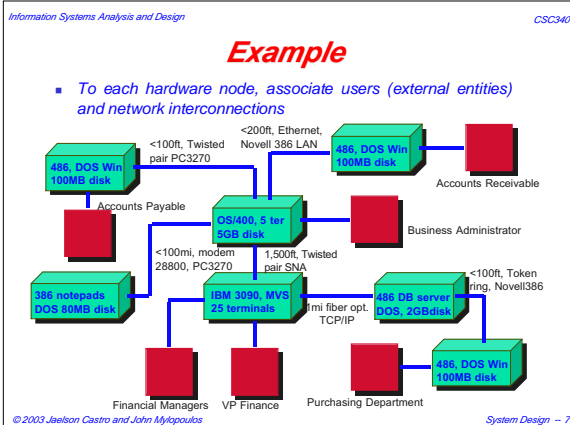 Information Systems Analysis and Design
CSC340
Example
To each hardware node, associate users (external entities)
and network interconnections
<100ft, Twisted
pair PC3270
<200ft, Ethernet,
Novell 386 LAN
486, DOS Win
100MB disk
486, DOS Win
100MB disk
Accounts Receivable
Accounts Payable
OS/400, 5 ter
5GB disk
Business Administrator
<100mi, modem
28800, PC3270
1,500ft, Twisted
pair SNA
<100ft, Token
ring, Novell386
386 notepads
DOS 80MB disk
IBM 3090, MVS
25 terminals
1mi fiber opt.
TCP/IP
486 DB server
DOS, 2GBdisk
486, DOS Win
100MB disk
Financial Managers
VP Finance
Purchasing Department
© 2003 Jaelson Castro and John Mylopoulos
System Design -- 7